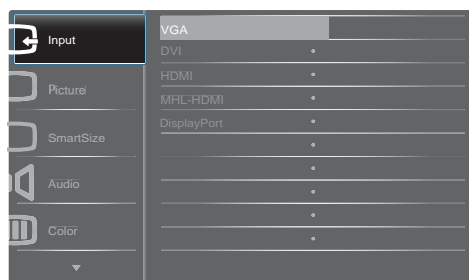 Input
Picture
SmartSize
Audio
Color
VGA
DVI
HDMI
MHL-HDMI
DisplayPort